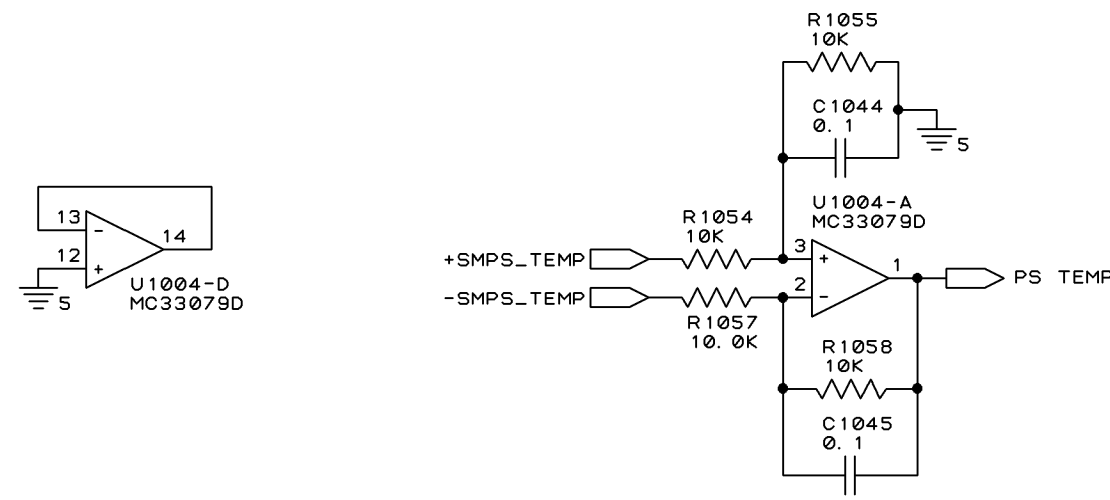 R1055
10K
C1044
0. 1
5
U1004-A
MC33079D
13
-
12
+
14
U1004-D
MC33079D
5
R1054
10K
+SMPS_TEMP
3
+
1
PS TEMP
-SMPS_TEMP
2
-
R1057
10. 0K
R1058
10K
C1045
0. 1